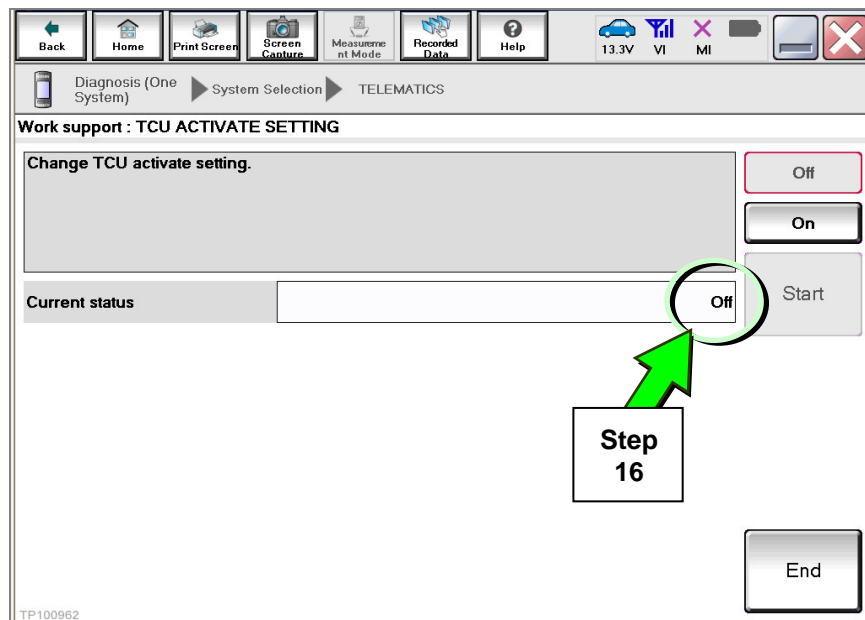 Back
Home
Print Screen
Screen Capture
Measureme
nt Mode
Recorded
Data
Help
13.3V
VI
MI
Diagnosis (One
System)
System Selection
TELEMATICS
Work support : TCU ACTIVATE SETTING
Change TCU activate setting.
Off
On
Current status
Off
Start
Step
16
End
TP100962